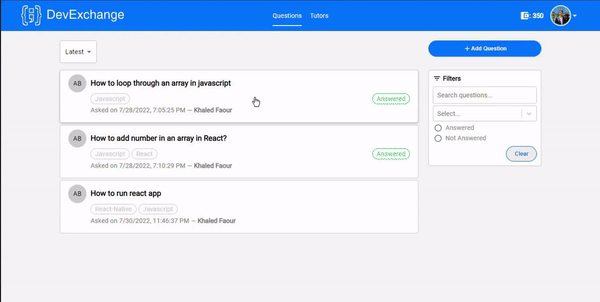 DevExchange
Questions Tutors
350
Latest
+ Add Question
AB
How to loop through an array in javascript
Javascript
Answered
Asked on 7/28/2022, 7:05:25 PM — Khaled Faour
AB
How to add number in an array in React?
Javascript React
Answered
Asked on 7/28/2022, 7:10:29 PM — Khaled Faour
AB
How to run react app
React-Native Javascript
Asked on 7/30/2022, 11:45:37 PM — Khaled Faour
Filters
Search questions...
Select...
Answered
Not Answered
Clear